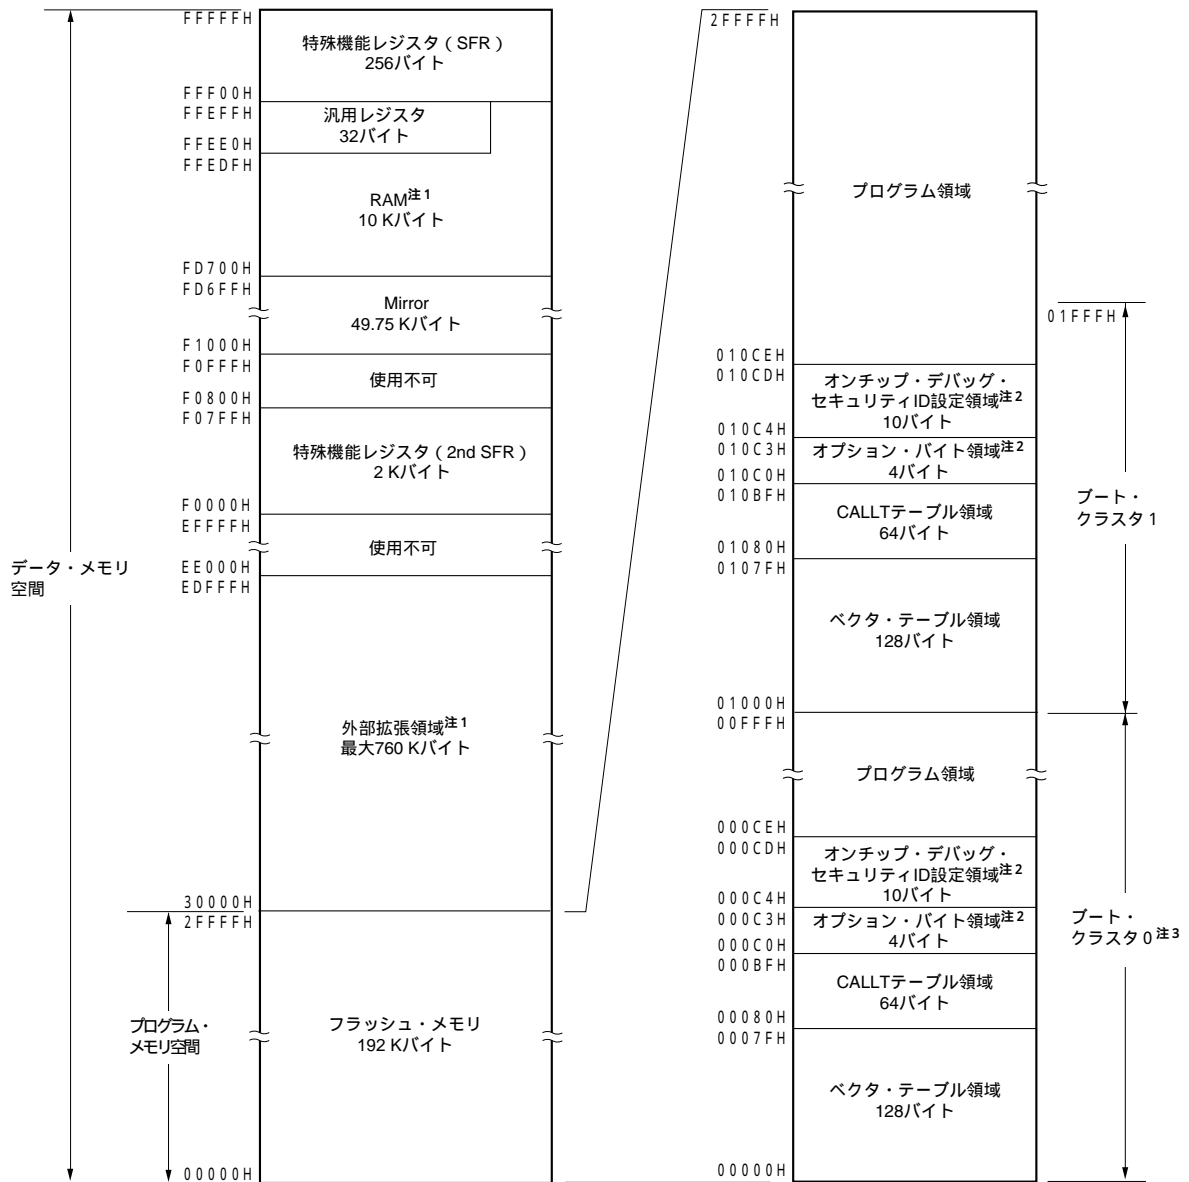 FFFFFH
特殊機能レジスタ(SFR)
256バイト
FFF00H
FFEFFH
汎用レジスタ
32バイト
FFEE0H
FFEDFH
RAM注1
10 Kバイト
FD700H
FD6FFH
Mirror
49.75 Kバイト
F1000H
F0FFFH
使用不可
F0800H
F07FFH
特殊機能レジスタ(2nd SFR)
2 Kバイト
F0000H
EFFFFH
使用不可
EE000H
EDFFFH
データ・メモリ
空間
外部拡張領域注1
最大760 Kバイト
30000H
2FFFFH
プログラム・
メモリ空間
フラッシュ・メモリ
192 Kバイト
00000H
2FFFFH
プログラム領域
01FFFH
010CEH
010CDH
オンチップ・デバッグ・
セキュリティID設定領域注2
10バイト
010C4H
010C3H
オプション・バイト領域注2
4バイト
010C0H
010BFH
CALLTテーブル領域
64バイト
ブート・
クラスタ1
01080H
0107FH
ベクタ・テーブル領域
128バイト
01000H
00FFFH
プログラム領域
000CEH
000CDH
オンチップ・デバッグ・
セキュリティID設定領域注2
10バイト
000C4H
000C3H
オプション・バイト領域注2
4バイト
ブート・
クラスタ0注3
000C0H
000BFH
CALLTテーブル領域
64バイト
00080H
0007FH
ベクタ・テーブル領域
128バイト
00000H